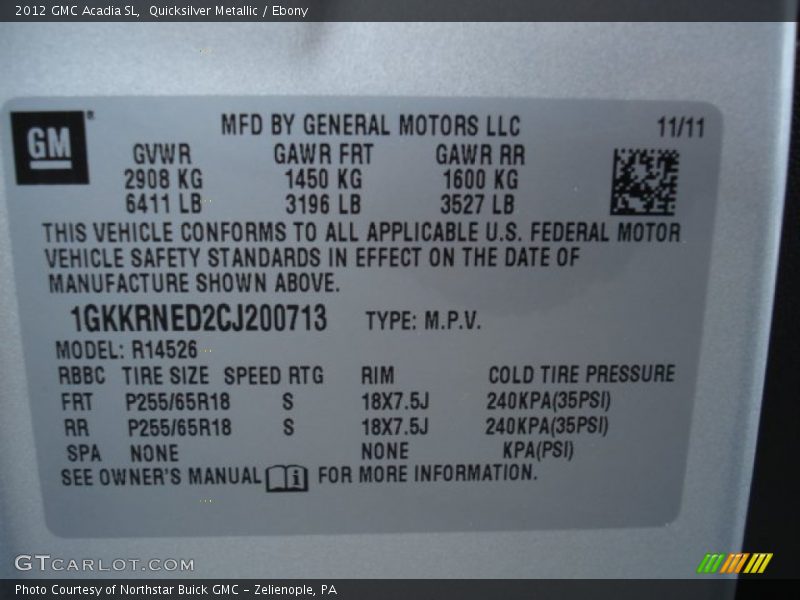 2012 GMC Acadia SL, Quicksilver Metallic / Ebony
GM®
MFD BY GENERAL MOTORS LLC 11/11
GVWR GAWR FRT GAWR RR
2908 KG 1450 KG 1600 KG
6411 LB 3196 LB 3527 LB
THIS VEHICLE CONFORMS TO ALL APPLICABLE U.S. FEDERAL MOTOR
VEHICLE SAFETY STANDARDS IN EFFECT ON THE DATE OF
MANUFACTURE SHOWN ABOVE.
1GKKRNED2CJ200713 TYPE: M.P.V.
MODEL: R14526
RBBC TIRE SIZE SPEED RTG RIM COLD TIRE PRESSURE
FRT P255/65R18 S 18X7.5J 240KPA(35PSI)
RR P255/65R18 S 18X7.5J 240KPA(35PSI)
SPA NONE NONE KPA(PSI)
SEE OWNER'S MANUAL i FOR MORE INFORMATION.
GTCARLOT.COM
Photo Courtesy of Northstar Buick GMC - Zelienople, PA